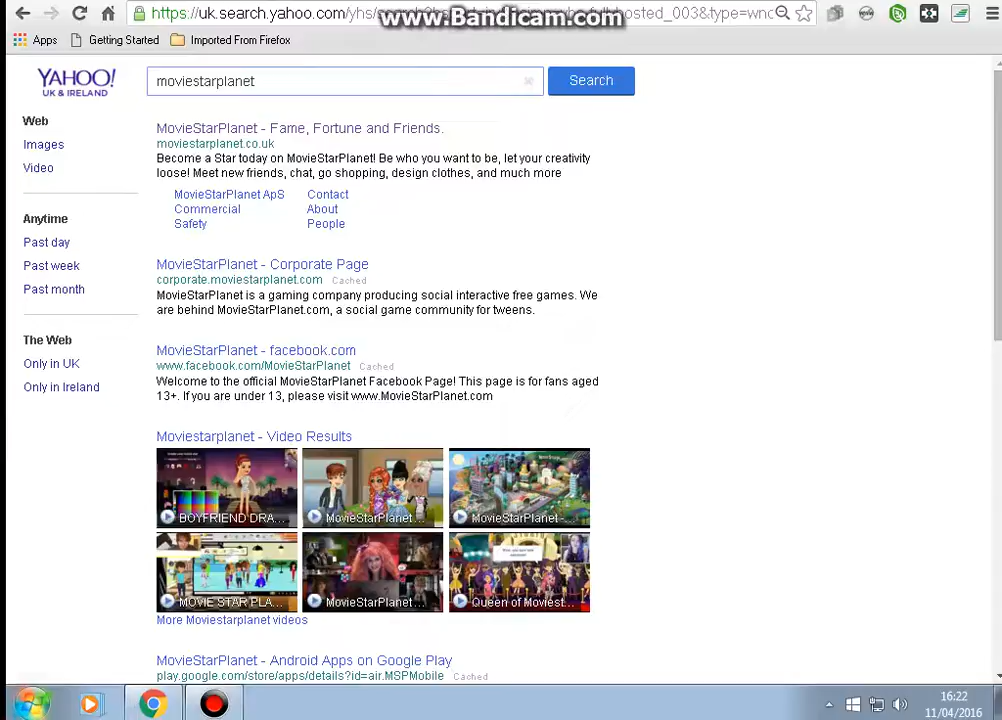 https://uk.search.yahoo.com/yhs/
hosted_003&type=wnc
www.Bandicam.com
Apps
Getting Started
Imported From Firefox
YAHOO!
UK & IRELAND
moviestarplanet
Search
Web
Images
Video
Anytime
Past day
Past week
Past month
The Web
Only in UK
Only in Ireland
MovieStarPlanet - Fame, Fortune and Friends.
moviestarplanet.co.uk
Become a Star today on MovieStarPlanet! Be who you want to be, let your creativity
loose! Meet new friends, chat, go shopping, design clothes, and much more
MovieStarPlanet ApS
Contact
Commercial
About
Safety
People
MovieStarPlanet - Corporate Page
corporate.moviestarplanet.com Cached
MovieStarPlanet is a gaming company producing social interactive free games. We
are behind MovieStarPlanet.com, a social game community for tweens.
MovieStarPlanet - facebook.com
www.facebook.com/MovieStarPlanet Cached
Welcome to the official MovieStarPlanet Facebook Page! This page is for fans aged
13+. If you are under 13, please visit www.MovieStarPlanet.com
Moviestarplanet - Video Results
BOYFRIEND DRA...
MovieStarPlanet...
MovieStarPlanet -...
MOVIE STAR PLA...
MovieStarPlanet...
Queen of Moviest...
More Moviestarplanet videos
MovieStarPlanet - Android Apps on Google Play
play.google.com/store/apps/details?id=air.MSPMobile Cached
16:22
11/04/2016